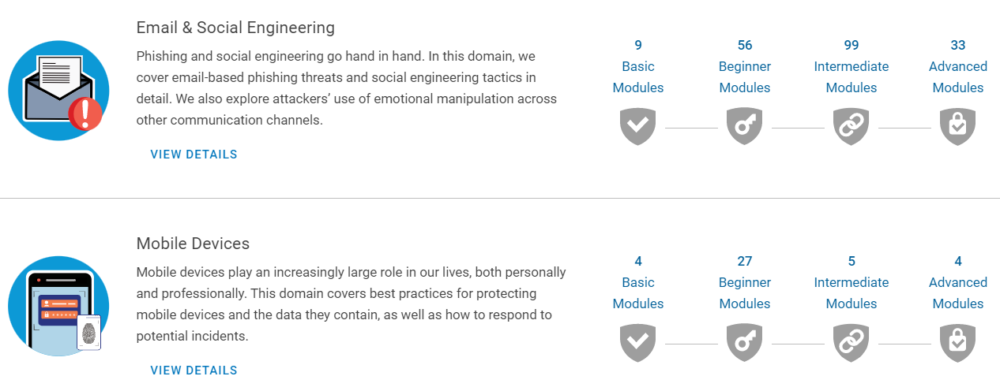 Email & Social Engineering
Phishing and social engineering go hand in hand. In this domain, we
cover email-based phishing threats and social engineering tactics in
detail. We also explore attackers’ use of emotional manipulation across
other communication channels.
VIEW DETAILS
9
Basic
Modules
56
Beginner
Modules
99
Intermediate
Modules
33
Advanced
Modules
Mobile Devices
Mobile devices play an increasingly large role in our lives, both personally
and professionally. This domain covers best practices for protecting
mobile devices and the data they contain, as well as how to respond to
potential incidents.
VIEW DETAILS
4
Basic
Modules
27
Beginner
Modules
5
Intermediate
Modules
4
Advanced
Modules